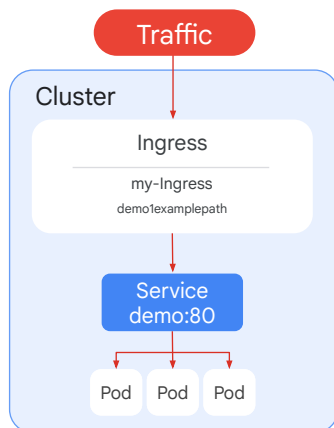 Traffic
Cluster
Ingress
my-Ingress
demo1examplepath
Service
demo:80
Pod Pod Pod